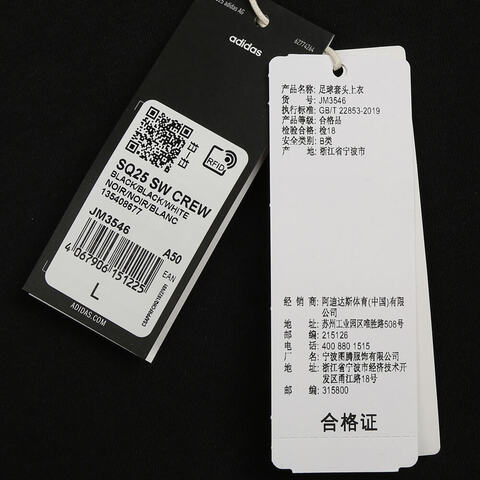 adidas
RFID
SQ25 SW CREW
BLACK/BLACK/WHITE
NOIR/NOIR/BLANC
135408677
JM3546
A50
4 067906 151225
EAN
L
ADIDAS.COM
产品名称: 足球套头上衣
货 号: JM3546
执行标准: GB/T 22853-2019
产品等级: 合格品
检验合格: 检18
安全类别: B类
产 地: 浙江省宁波市
经 销 商: 阿迪达斯体育(中国)有限
公司
地址: 苏州工业园区唯胜路508号
邮 编: 215126
电话: 400 880 1515
厂 名: 宁波图腾服饰有限公司
地址: 浙江省宁波市经济技术开
发区甬江路18号
邮 编: 315800
合格证